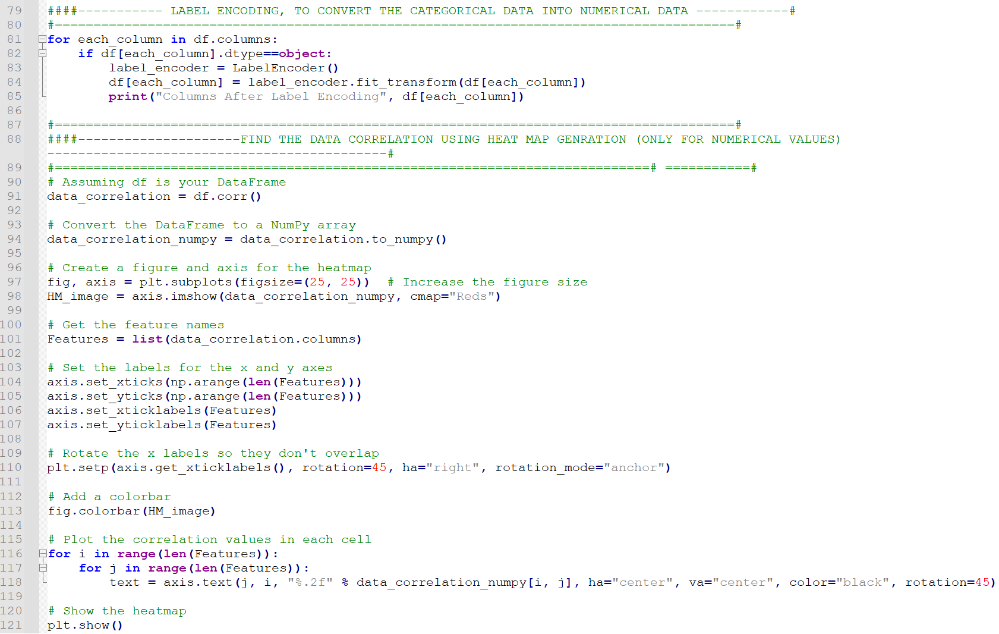 79 ####----------- LABEL ENCODING, TO CONVERT THE CATEGORICAL DATA INTO NUMERICAL DATA ------------#
80 #========================================================================================#
81 for each_column in df.columns:
82     if df[each_column].dtype==object:
83         label_encoder = LabelEncoder()
84         df[each_column] = label_encoder.fit_transform(df[each_column])
85         print("Columns After Label Encoding", df[each_column])
86
87 #========================================================================================#
88 ####---------------------FIND THE DATA CORRELATION USING HEAT MAP GENRATION (ONLY FOR NUMERICAL VALUES)
--------------------------------------------#
89 #=============================================================================# ===========#
90 # Assuming df is your DataFrame
91 data_correlation = df.corr()
92
93 # Convert the DataFrame to a NumPy array
94 data_correlation_numpy = data_correlation.to_numpy()
95
96 # Create a figure and axis for the heatmap
97 fig, axis = plt.subplots(figsize=(25, 25))  # Increase the figure size
98 HM_image = axis.imshow(data_correlation_numpy, cmap="Reds")
99
100 # Get the feature names
101 Features = list(data_correlation.columns)
102
103 # Set the labels for the x and y axes
104 axis.set_xticks(np.arange(len(Features)))
105 axis.set_yticks(np.arange(len(Features)))
106 axis.set_xticklabels(Features)
107 axis.set_yticklabels(Features)
108
109 # Rotate the x labels so they don't overlap
110 plt.setp(axis.get_xticklabels(), rotation=45, ha="right", rotation_mode="anchor")
111
112 # Add a colorbar
113 fig.colorbar(HM_image)
114
115 # Plot the correlation values in each cell
116 for i in range(len(Features)):
117     for j in range(len(Features)):
118         text = axis.text(j, i, "%.2f" % data_correlation_numpy[i, j], ha="center", va="center", color="black", rotation=45)
119
120 # Show the heatmap
121 plt.show()